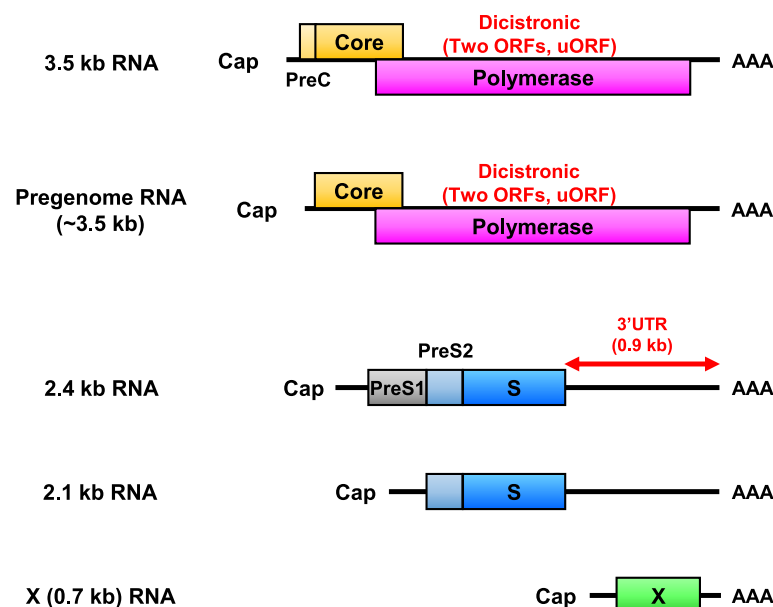 Dicistronic
(Two ORFs, uORF)
3.5 kb RNA
Cap
Core
AAA
PreC
Polymerase
Dicistronic
(Two ORFs, uORF)
Pregenome RNA
(~3.5 kb)
Cap
Core
AAA
Polymerase
3'UTR
(0.9 kb)
PreS2
2.4 kb RNA
Cap
PreS1
S
AAA
2.1 kb RNA
Cap
S
AAA
X (0.7 kb) RNA
Cap
X
AAA